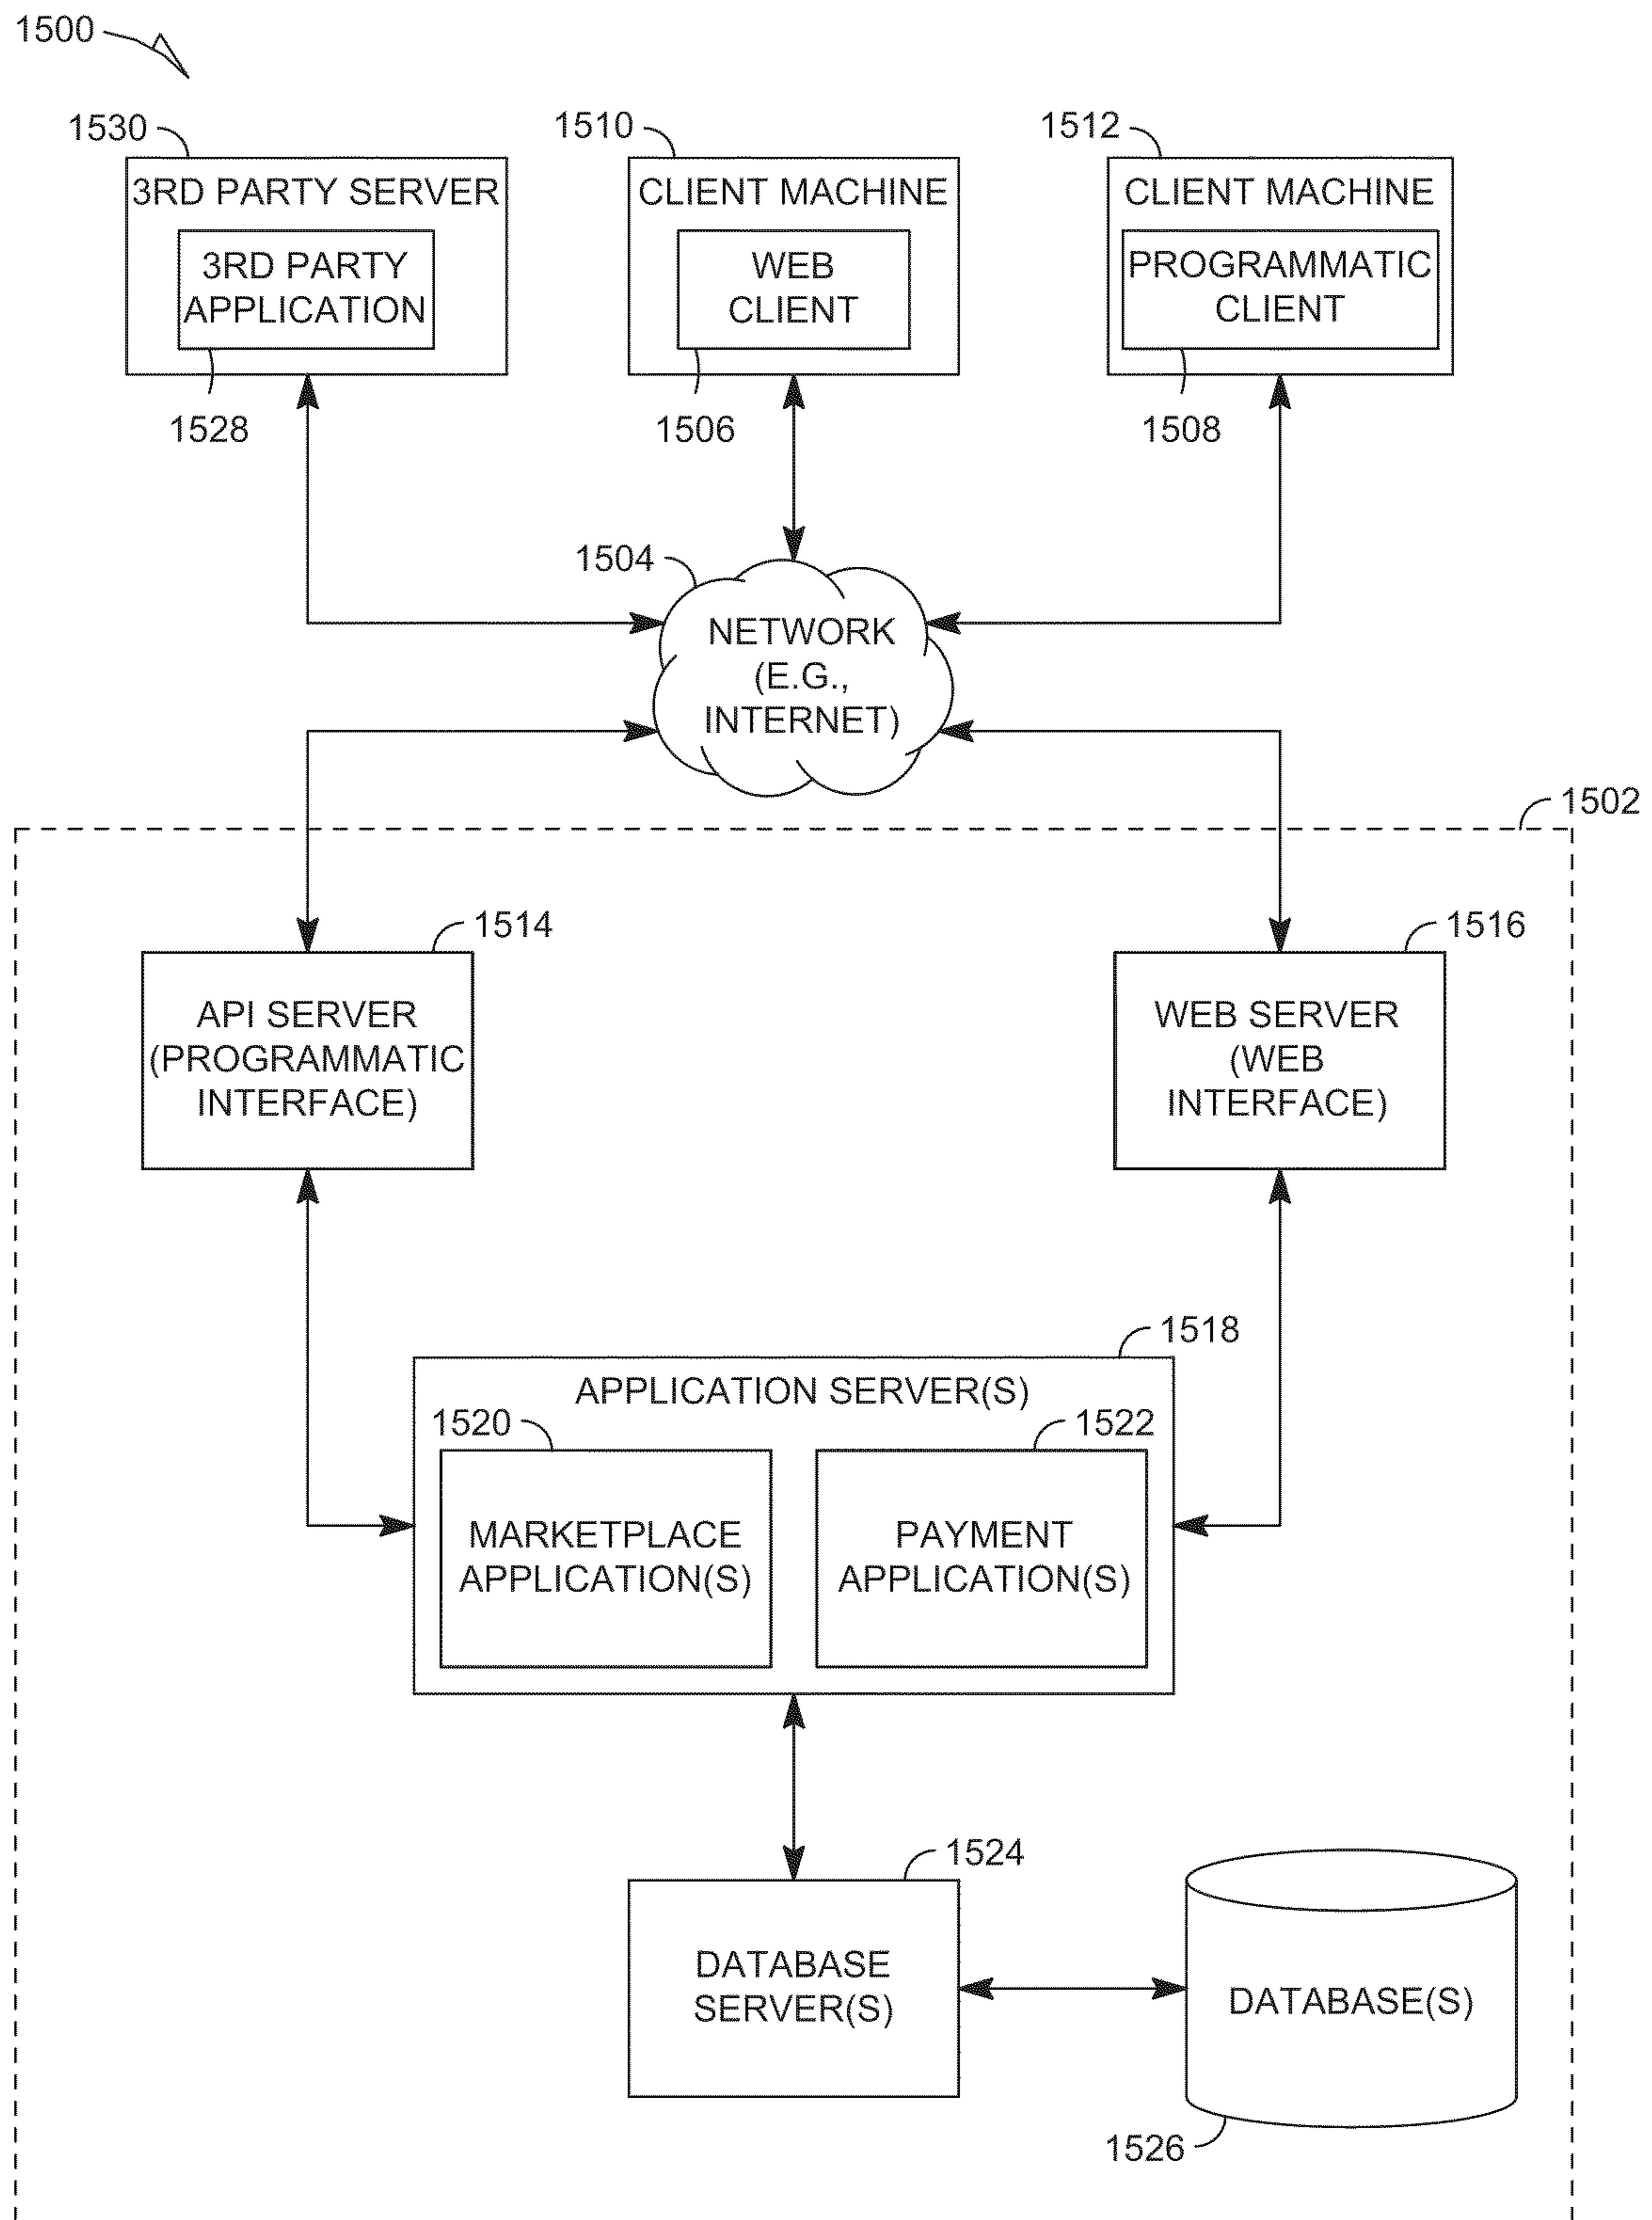 1500
1530
1510
1512
3RD PARTY SERVER
3RD PARTY
APPLICATION
1528
CLIENT MACHINE
WEB
CLIENT
1506
CLIENT MACHINE
PROGRAMMATIC
CLIENT
1508
1504
NETWORK
(E.G.,
INTERNET)
1502
1514
API SERVER
(PROGRAMMATIC
INTERFACE)
1516
WEB SERVER
(WEB
INTERFACE)
1518
APPLICATION SERVER(S)
1520
MARKETPLACE
APPLICATION(S)
1522
PAYMENT
APPLICATION(S)
1524
DATABASE
SERVER(S)
DATABASE(S)
1526